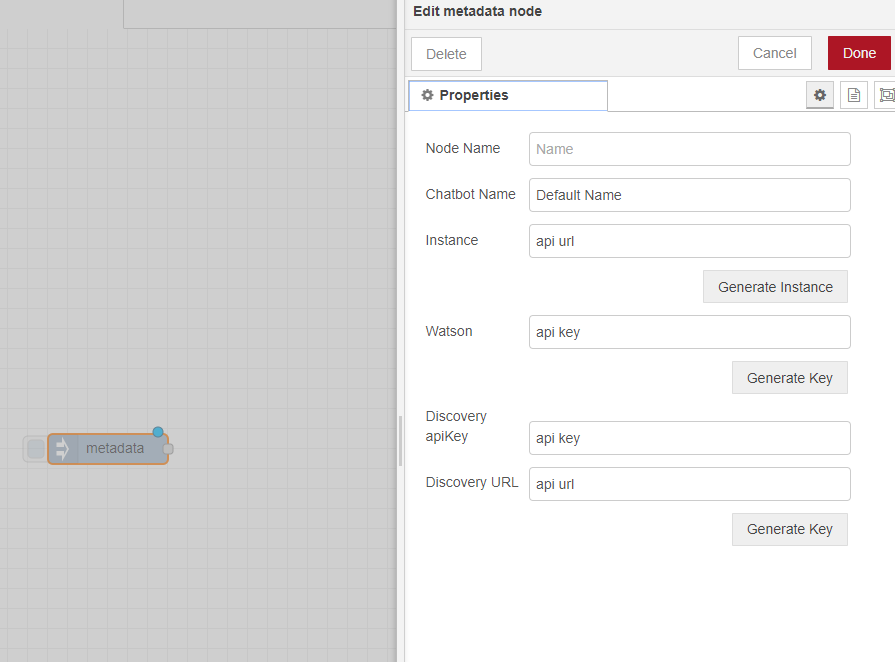 Edit metadata node
Delete
Cancel
Done
Properties
Node Name
Name
Chatbot Name
Default Name
Instance
api url
Generate Instance
Watson
api key
Generate Key
Discovery
apiKey
api key
Discovery URL
api url
Generate Key
metadata